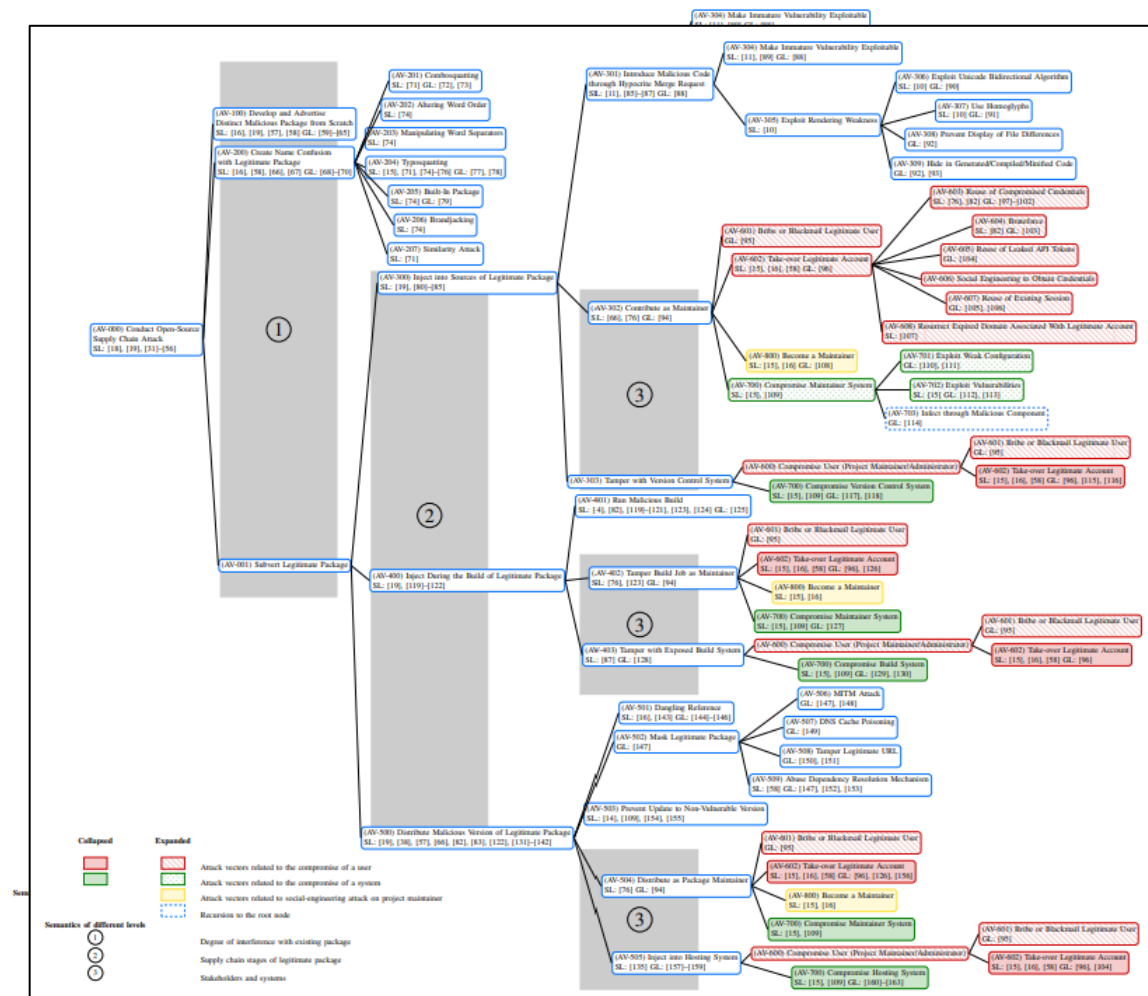 (AV-304) Make Immature Vulnerability Exploitable
(AV-304) Make Immature Vulnerability Exploitable
SL: [11], [89] GL: [88]
(AV-301) Introduce Malicious Code
through Hypocrite Merge Request
SL: [11], [85]–[87] GL: [88]
(AV-306) Exploit Unicode Bidirectional Algorithm
SL: [10] GL: [90]
(AV-307) Use Homoglyphs
SL: [10] GL: [91]
(AV-305) Exploit Rendering Weakness
SL: [10]
(AV-308) Prevent Display of File Differences
GL: [92]
(AV-309) Hide in Generated/Compiled/Minified Code
GL: [92], [93]
(AV-201) Combosquatting
SL: [71] GL: [72], [73]
(AV-100) Develop and Advertise
Distinct Malicious Package from Scratch
SL: [16], [19], [57], [58] GL: [59]–[65]
(AV-202) Altering Word Order
SL: [74]
(AV-203) Manipulating Word Separators
SL: [74]
(AV-200) Create Name Confusion
with Legitimate Package
SL: [16], [58], [66], [67] GL: [68]–[70]
(AV-204) Typosquatting
SL: [15], [71], [74]–[76] GL: [77], [78]
(AV-205) Built-In Package
SL: [74] GL: [79]
(AV-206) Brandjacking
SL: [74]
(AV-207) Similarity Attack
SL: [71]
(AV-603) Reuse of Compromised Credentials
SL: [76], [82] GL: [97]–[102]
(AV-604) Bruteforce
SL: [82] GL: [103]
(AV-601) Bribe or Blackmail Legitimate User
GL: [95]
(AV-605) Reuse of Leaked API Tokens
GL: [104]
(AV-602) Take-over Legitimate Account
SL: [15], [16], [58] GL: [96]
(AV-606) Social Engineering to Obtain Credentials
(AV-607) Reuse of Existing Session
GL: [105], [106]
(AV-608) Resurrect Expired Domain Associated With Legitimate Account
SL: [107]
(AV-300) Inject into Sources of Legitimate Package
SL: [19], [80]–[85]
(AV-302) Contribute as Maintainer
SL: [66], [76] GL: [94]
(AV-000) Conduct Open-Source
Supply Chain Attack
SL: [18], [19], [31]–[56]
1
(AV-800) Become a Maintainer
SL: [15], [16] GL: [108]
(AV-701) Exploit Weak Configuration
GL: [110], [111]
(AV-700) Compromise Maintainer System
SL: [15], [109]
(AV-702) Exploit Vulnerabilities
SL: [15] GL: [112], [113]
3
(AV-703) Infect through Malicious Component
GL: [114]
(AV-601) Bribe or Blackmail Legitimate User
GL: [95]
(AV-303) Tamper with Version Control System
(AV-600) Compromise User (Project Maintainer/Administrator)
(AV-602) Take-over Legitimate Account
SL: [15], [16], [58] GL: [96], [115], [116]
(AV-700) Compromise Version Control System
SL: [15], [109] GL: [117], [118]
2
(AV-401) Run Malicious Build
SL: [4], [82], [119]–[121], [123], [124] GL: [125]
(AV-001) Subvert Legitimate Package
(AV-400) Inject During the Build of Legitimate Package
SL: [19], [119]–[122]
(AV-601) Bribe or Blackmail Legitimate User
GL: [95]
(AV-402) Tamper Build Job as Maintainer
SL: [76], [123] GL: [94]
(AV-602) Take-over Legitimate Account
SL: [15], [16], [58] GL: [96], [126]
(AV-800) Become a Maintainer
SL: [15], [16]
(AV-700) Compromise Maintainer System
SL: [15], [109] GL: [127]
3
(AV-403) Tamper with Exposed Build System
SL: [87] GL: [128]
(AV-600) Compromise User (Project Maintainer/Administrator)
(AV-601) Bribe or Blackmail Legitimate User
GL: [95]
(AV-602) Take-over Legitimate Account
SL: [15], [16], [58] GL: [96]
(AV-700) Compromise Build System
SL: [15], [109] GL: [129], [130]
(AV-501) Dangling Reference
SL: [16], [143] GL: [144]–[146]
(AV-506) MITM Attack
GL: [147], [148]
(AV-502) Mask Legitimate Package
GL: [147]
(AV-507) DNS Cache Poisoning
GL: [149]
(AV-508) Tamper Legitimate URL
GL: [150], [151]
(AV-509) Abuse Dependency Resolution Mechanism
SL: [58] GL: [147], [152], [153]
(AV-503) Prevent Update to Non-Vulnerable Version
SL: [14], [109], [154], [155]
(AV-500) Distribute Malicious Version of Legitimate Package
SL: [19], [38], [57], [66], [82], [83], [122], [131]–[142]
(AV-601) Bribe or Blackmail Legitimate User
GL: [95]
(AV-504) Distribute as Package Maintainer
SL: [76] GL: [94]
(AV-602) Take-over Legitimate Account
SL: [15], [16], [58] GL: [96], [126], [156]
(AV-800) Become a Maintainer
SL: [15], [16]
(AV-700) Compromise Maintainer System
SL: [15], [109]
3
(AV-505) Inject into Hosting System
SL: [135] GL: [157]–[159]
(AV-600) Compromise User (Project Maintainer/Administrator)
(AV-601) Bribe or Blackmail Legitimate User
GL: [95]
(AV-602) Take-over Legitimate Account
SL: [15], [16], [58] GL: [96], [104]
(AV-700) Compromise Hosting System
SL: [15], [109] GL: [160]–[163]
Collapsed
Expanded
Attack vectors related to the compromise of a user
Attack vectors related to the compromise of a system
Attack vectors related to social-engineering attack on project maintainer
Recursion to the root node
Semantics of different levels
1
Degree of interference with existing package
2
Supply chain stages of legitimate package
3
Stakeholders and systems